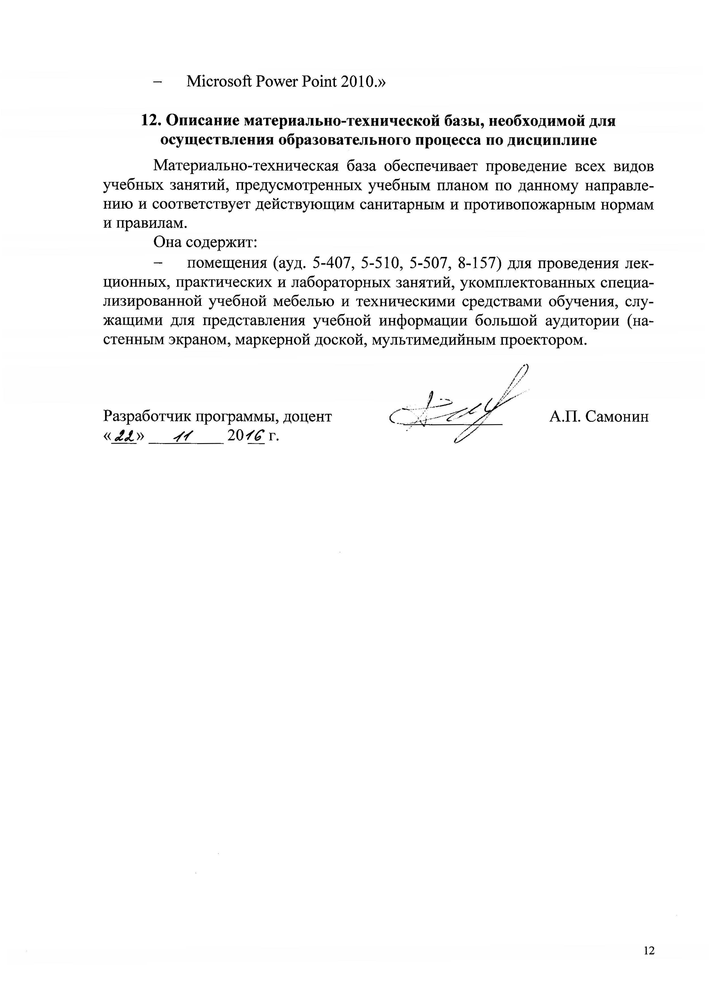 – Microsoft Power Point 2010.»
12. Описание материально-технической базы, необходимой для
осуществления образовательного процесса по дисциплине
Материально-техническая база обеспечивает проведение всех видов
учебных занятий, предусмотренных учебным планом по данному направле-
нию и соответствует действующим санитарным и противопожарным нормам
и правилам.
Она содержит:
– помещения (ауд. 5-407, 5-510, 5-507, 8-157) для проведения лек-
ционных, практических и лабораторных занятий, укомплектованных специа-
лизированной учебной мебелью и техническими средствами обучения, слу-
жащими для представления учебной информации большой аудитории (на-
стенным экраном, маркерной доской, мультимедийным проектором.
Разработчик программы, доцент А.П. Самонин
«22» 11 2016 г.
12